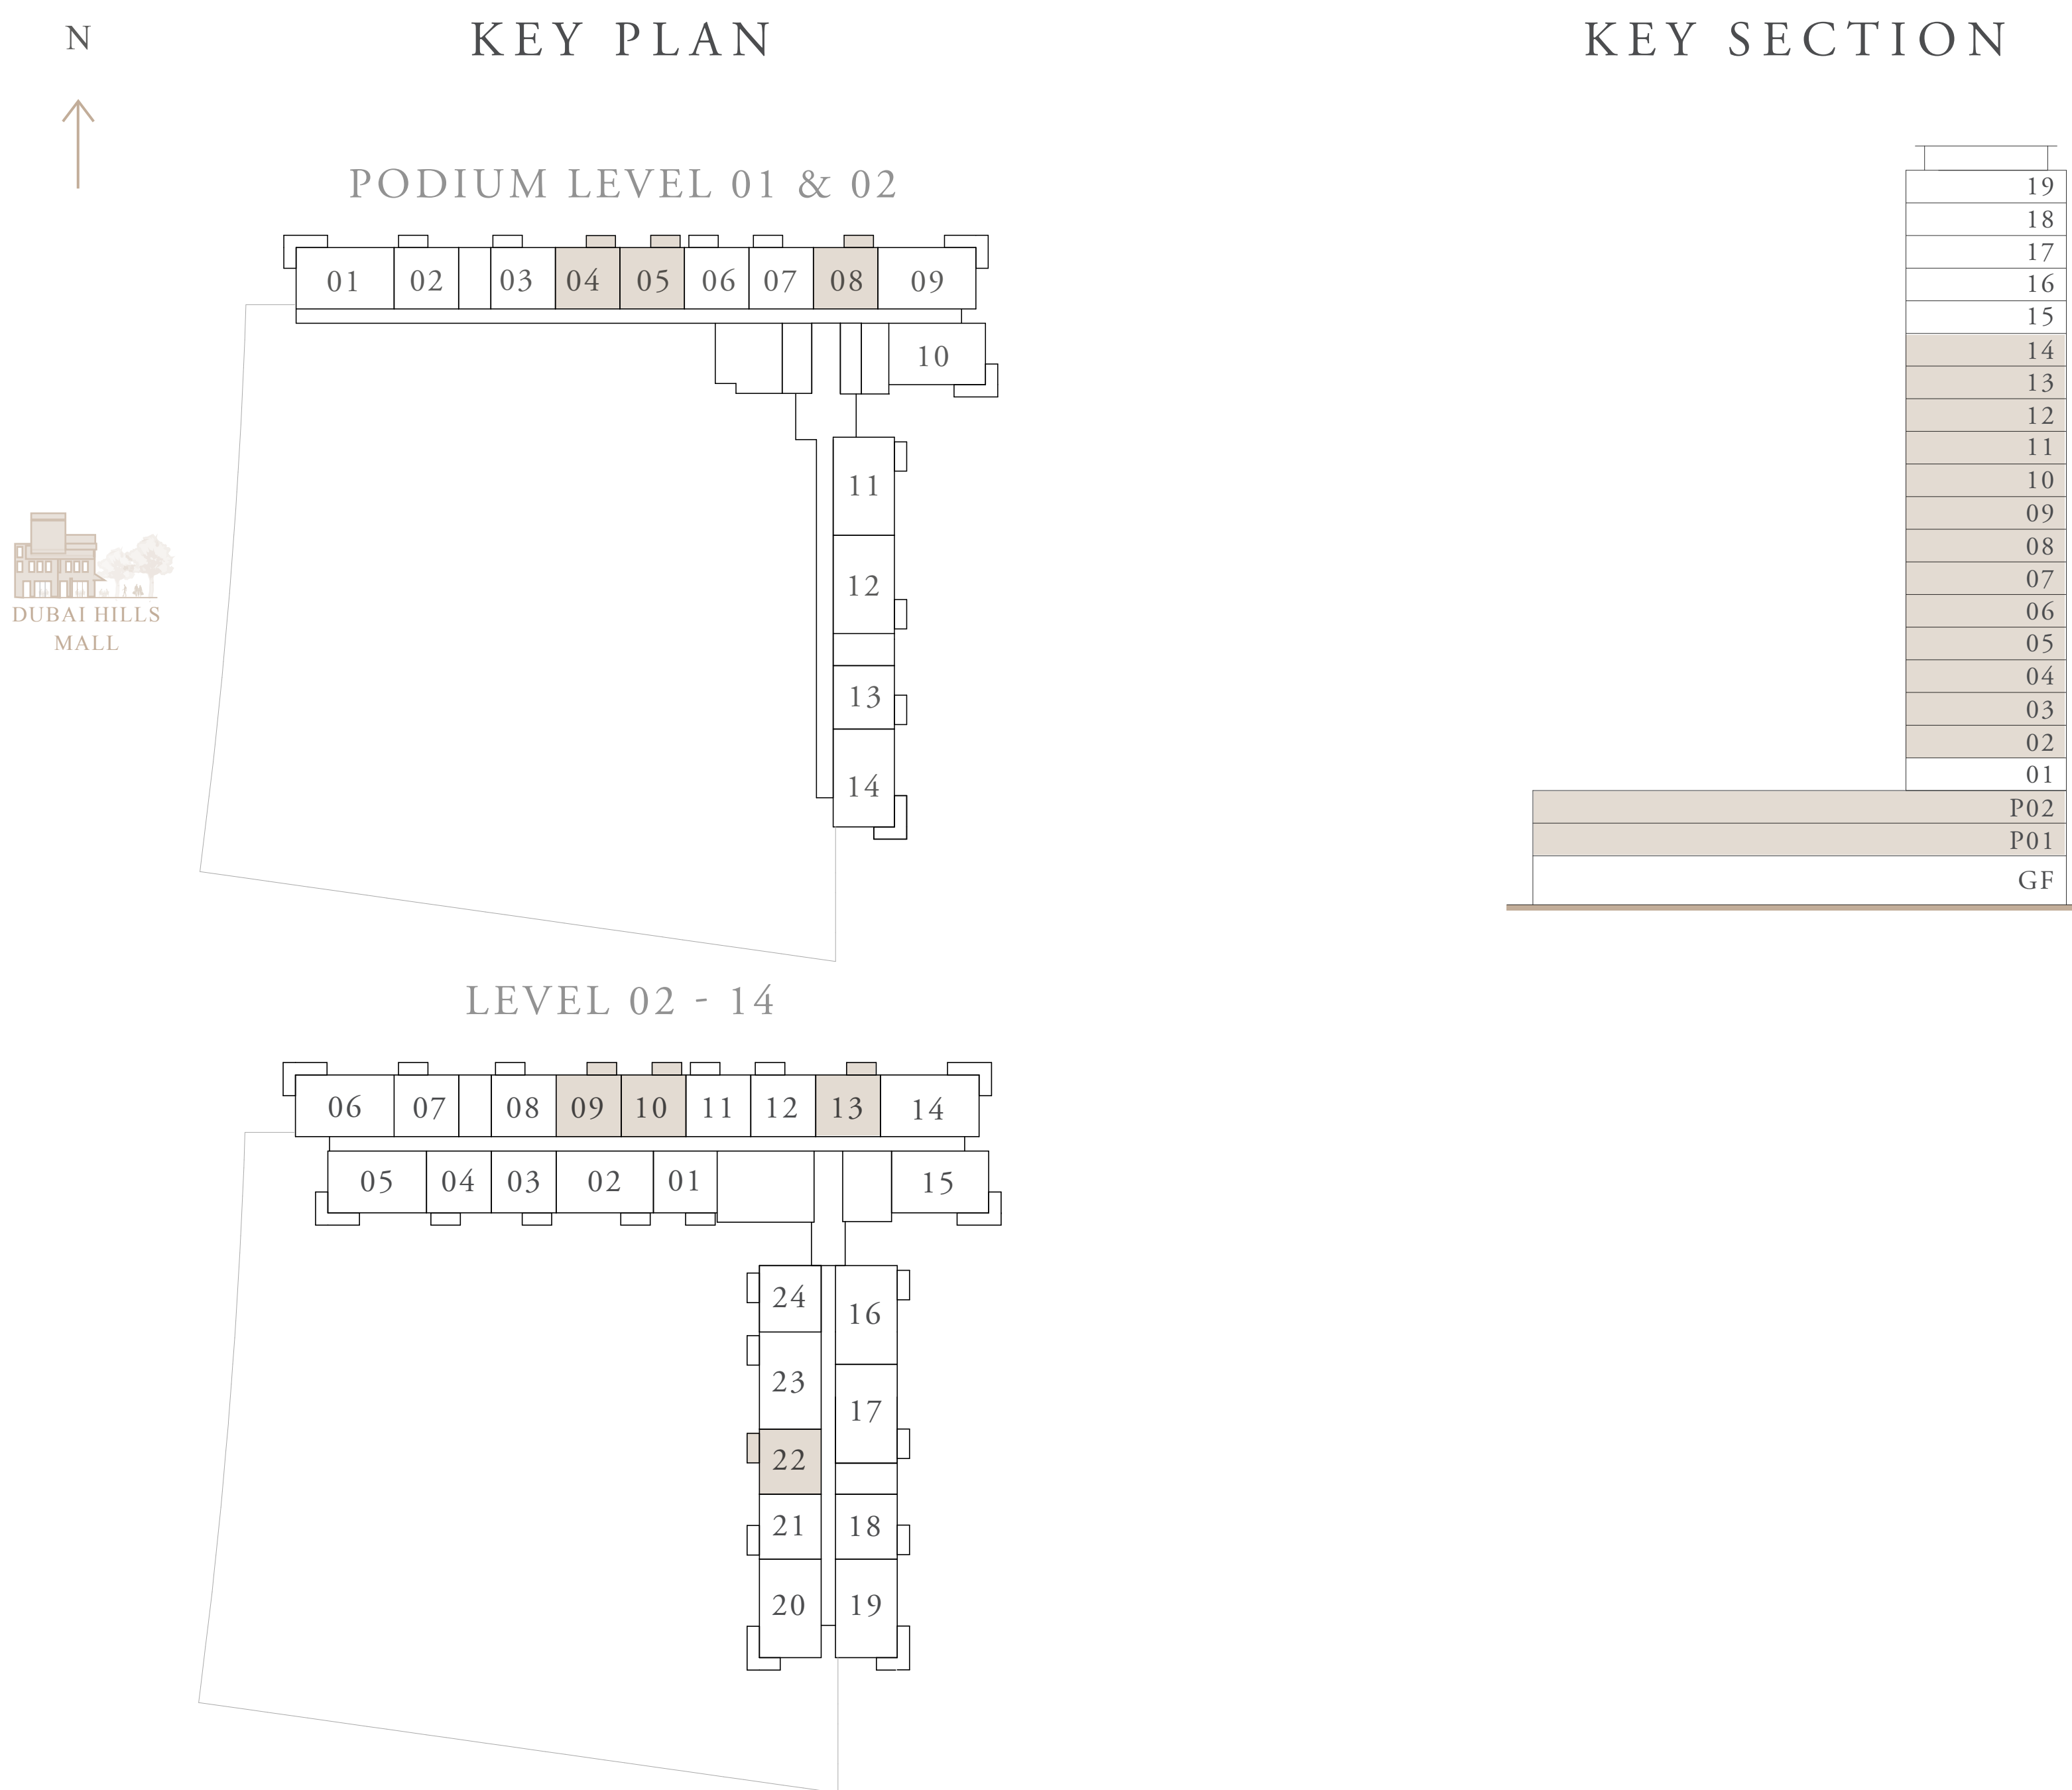 N
KEY PLAN
KEY SECTION
PODIUM LEVEL 01 & 02
01 02 03 04 05 06 07 08 09
10
11
12
13
14
DUBAI HILLS
MALL
19
18
17
16
15
14
13
12
11
10
09
08
07
06
05
04
03
02
01
P02
P01
GF
LEVEL 02 - 14
06 07 08 09 10 11 12 13 14
05 04 03 02 01 15
24 16
23 17
22
21 18
20 19